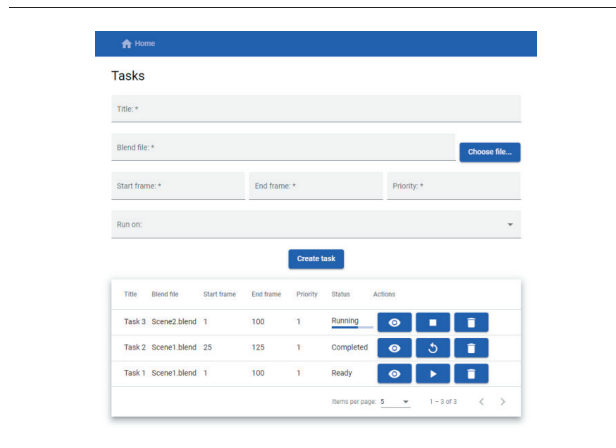 Home
Tasks
Title: *
Blend file: *
Choose file...
Start frame: * End frame: * Priority: *
Run on:
Create task
Title Blend file Start frame End frame Priority Status Actions
Task 3 Scene2.blend 1 100 1 Running
Task 2 Scene1.blend 25 125 1 Completed
Task 1 Scene1.blend 1 100 1 Ready
Items per page: 5 1 – 3 of 3